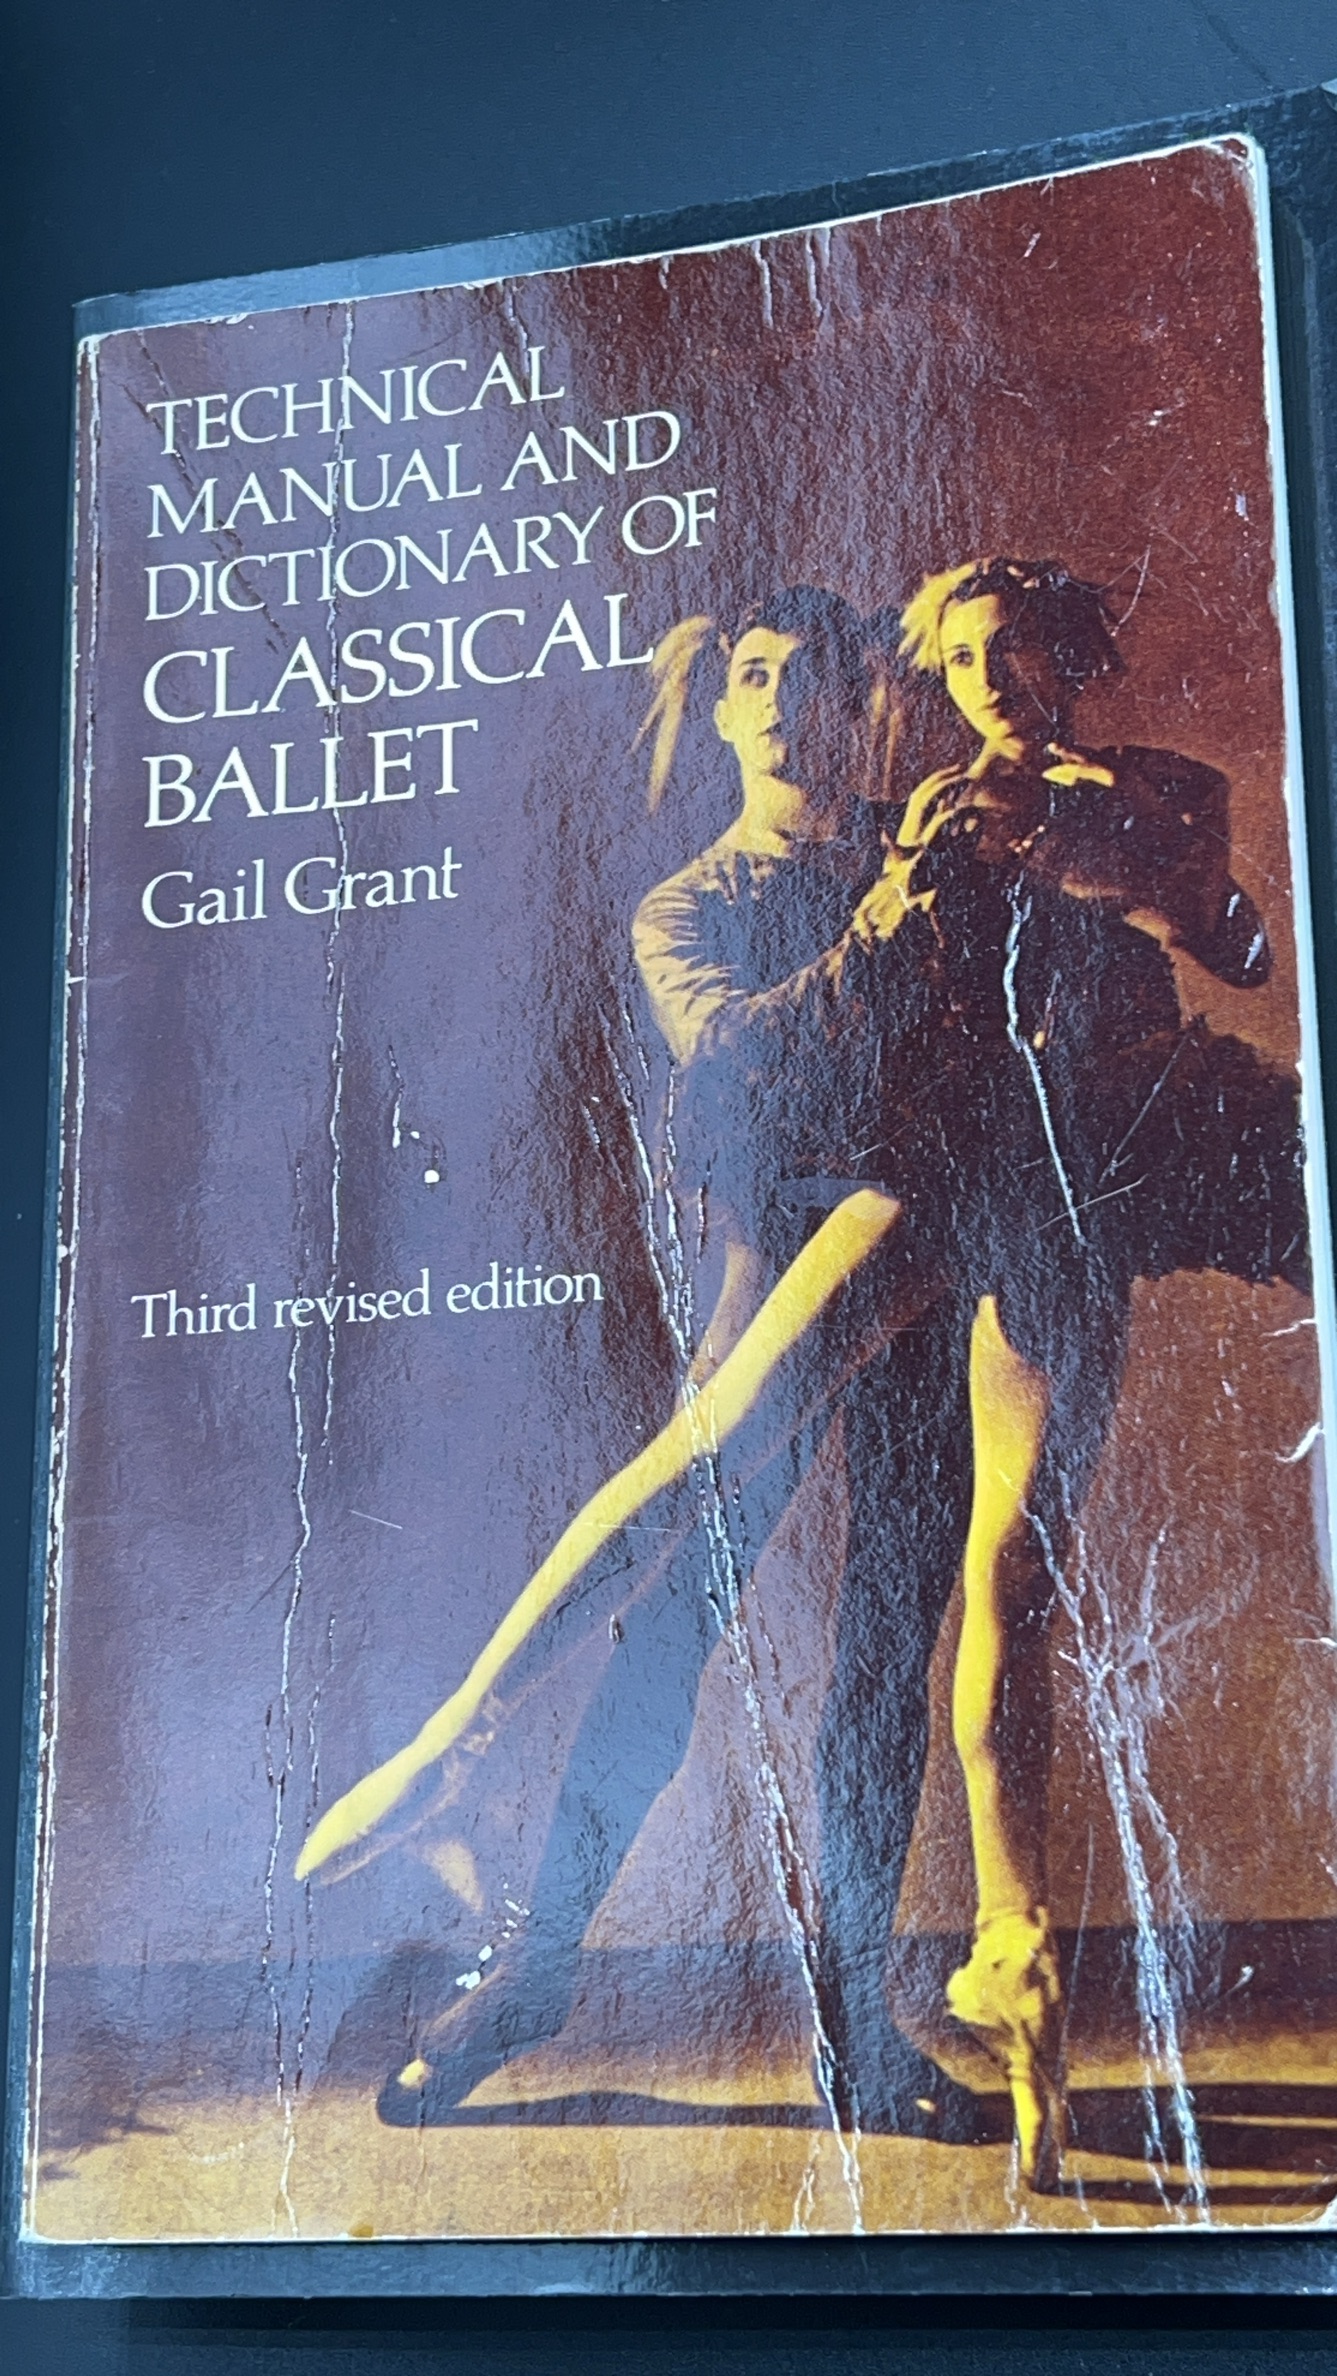 TECHNICAL
MANUAL AND
DICTIONARY OF
CLASSICAL
BALLET
Gail Grant
Third revised edition